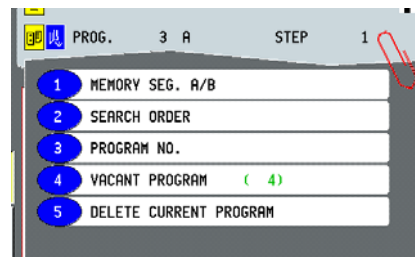 PROG. 3 A STEP 1
1 MEMORY SEG. A/B
2 SEARCH ORDER
3 PROGRAM NO.
4 VACANT PROGRAM ( 4)
5 DELETE CURRENT PROGRAM